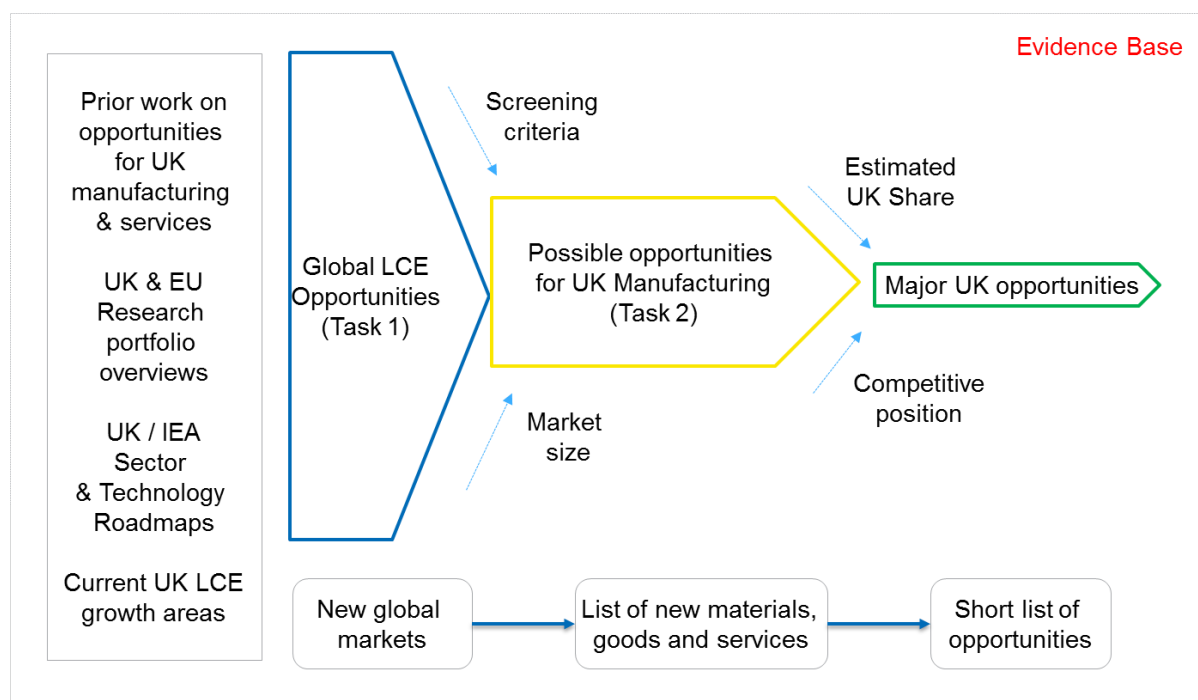 Evidence Base
Prior work on
opportunities
for UK
manufacturing
& services
UK & EU
Research
portfolio
overviews
UK / IEA
Sector
& Technology
Roadmaps
Current UK LCE
growth areas
Global LCE
Opportunities
(Task 1)
Screening
criteria
Market
size
Possible opportunities
for UK Manufacturing
(Task 2)
Estimated
UK Share
Competitive
position
Major UK opportunities
New global
markets
List of new materials,
goods and services
Short list of
opportunities